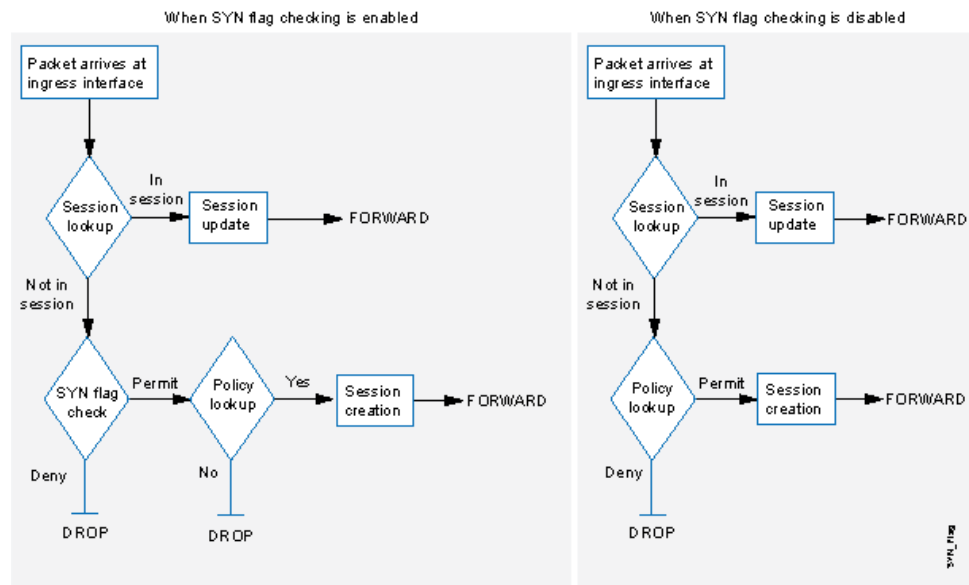 When SYN flag checking is enabled
Packet arrives at
ingress interface
Session
lookup
In
session
Session
update
FORWARD
Not in
session
SYN flag
check
Permit
Policy
lookup
Yes
Session
creation
FORWARD
Deny
DROP
No
DROP
When SYN flag checking is disabled
Packet arrives at
ingress interface
Session
lookup
In
session
Session
update
FORWARD
Not in
session
Policy
lookup
Permit
Session
creation
FORWARD
Deny
DROP